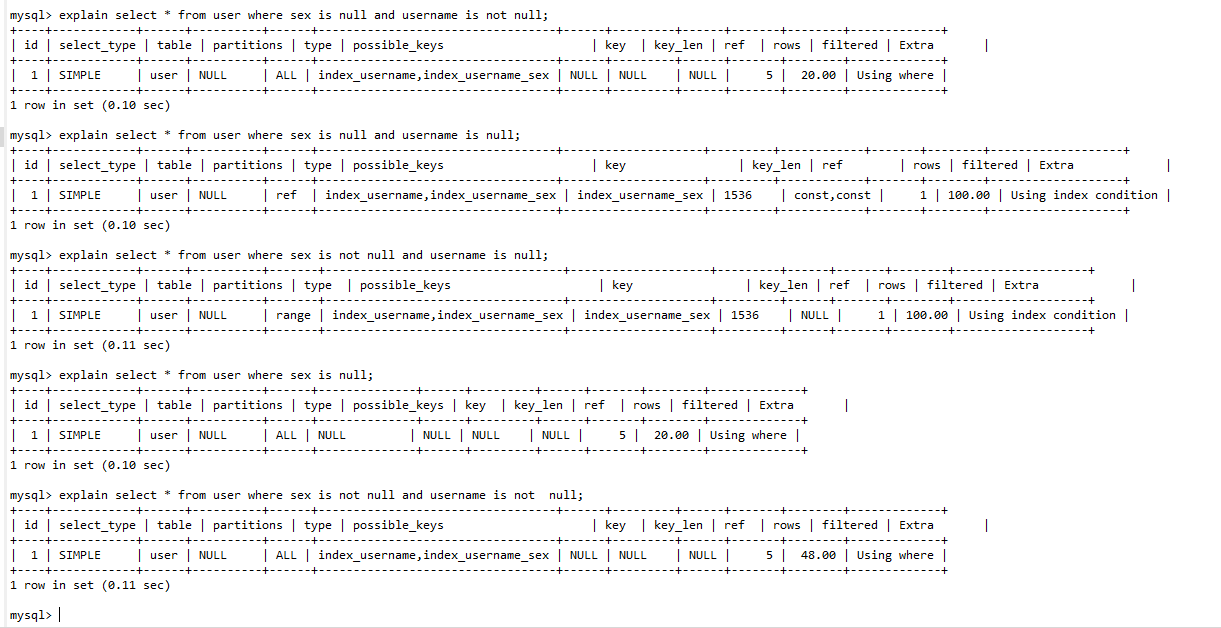 mysql> explain select * from user where sex is null and username is not null;
+----+-------------+-------+------------+------+-----------------------------------+------+---------+------+------+----------+-------------+
| id | select_type | table | partitions | type | possible_keys                     | key  | key_len | ref  | rows | filtered | Extra       |
+----+-------------+-------+------------+------+-----------------------------------+------+---------+------+------+----------+-------------+
| 1 | SIMPLE      | user | NULL       | ALL | index_username,index_username_sex | NULL | NULL    | NULL |    5 |    20.00 | Using where |
+----+-------------+-------+------------+------+-----------------------------------+------+---------+------+------+----------+-------------+
1 row in set (0.10 sec)
mysql> explain select * from user where sex is null and username is null;
+----+-------------+-------+------------+------+-----------------------------------+--------------------+---------+-------------+------+----------+-----------------------+
| id | select_type | table | partitions | type | possible_keys                     | key                | key_len | ref         | rows | filtered | Extra                 |
+----+-------------+-------+------------+------+-----------------------------------+--------------------+---------+-------------+------+----------+-----------------------+
| 1 | SIMPLE      | user | NULL       | ref  | index_username,index_username_sex | index_username_sex | 1536    | const,const |    1 | 100.00 | Using index condition |
+----+-------------+-------+------------+------+-----------------------------------+--------------------+---------+-------------+------+----------+-----------------------+
1 row in set (0.10 sec)
mysql> explain select * from user where sex is not null and username is null;
+----+-------------+-------+------------+-------+-----------------------------------+--------------------+---------+------+------+----------+-----------------------+
| id | select_type | table | partitions | type  | possible_keys                     | key                | key_len | ref  | rows | filtered | Extra                 |
+----+-------------+-------+------------+-------+-----------------------------------+--------------------+---------+------+------+----------+-----------------------+
| 1 | SIMPLE      | user | NULL       | range | index_username,index_username_sex | index_username_sex | 1536    | NULL |    1 | 100.00 | Using index condition |
+----+-------------+-------+------------+-------+-----------------------------------+--------------------+---------+------+------+----------+-----------------------+
1 row in set (0.11 sec)
mysql> explain select * from user where sex is null;
+----+-------------+-------+------------+------+---------------+------+---------+------+------+----------+-------------+
| id | select_type | table | partitions | type | possible_keys | key  | key_len | ref  | rows | filtered | Extra       |
+----+-------------+-------+------------+------+---------------+------+---------+------+------+----------+-------------+
| 1 | SIMPLE      | user | NULL       | ALL | NULL          | NULL | NULL    | NULL |    5 |    20.00 | Using where |
+----+-------------+-------+------------+------+---------------+------+---------+------+------+----------+-------------+
1 row in set (0.10 sec)
mysql> explain select * from user where sex is not null and username is not  null;
+----+-------------+-------+------------+------+-----------------------------------+------+---------+------+------+----------+-------------+
| id | select_type | table | partitions | type | possible_keys                     | key  | key_len | ref  | rows | filtered | Extra       |
+----+-------------+-------+------------+------+-----------------------------------+------+---------+------+------+----------+-------------+
| 1 | SIMPLE      | user | NULL       | ALL | index_username,index_username_sex | NULL | NULL    | NULL |    5 |    48.00 | Using where |
+----+-------------+-------+------------+------+-----------------------------------+------+---------+------+------+----------+-------------+
1 row in set (0.11 sec)
mysql>